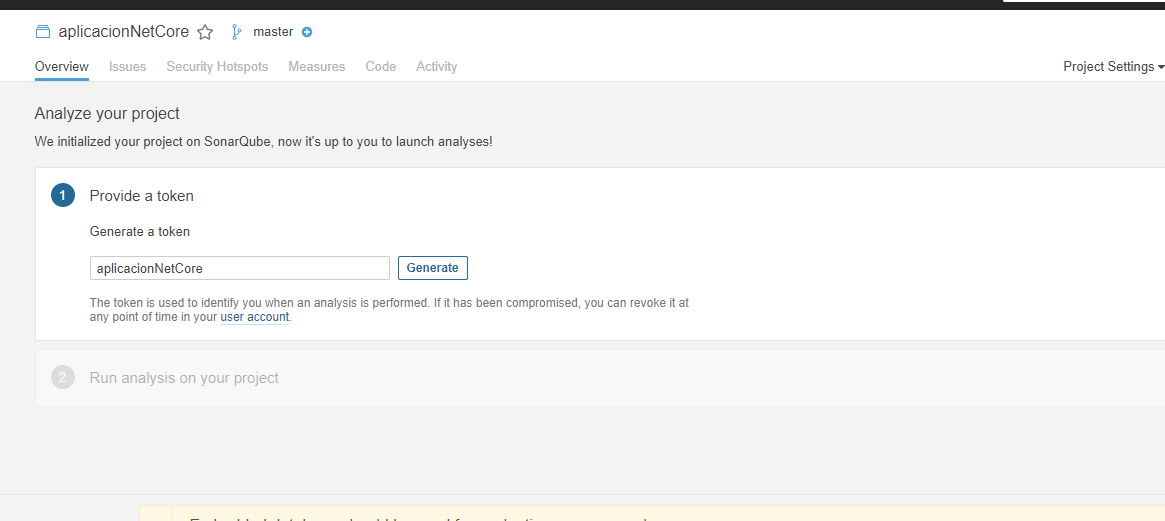 aplicacionNetCore master
Overview Issues Security Hotspots Measures Code Activity Project Settings
Analyze your project
We initialized your project on SonarQube, now it's up to you to launch analyses!
1 Provide a token
Generate a token
aplicacionNetCore Generate
The token is used to identify you when an analysis is performed. If it has been compromised, you can revoke it at
any point of time in your user account.
2 Run analysis on your project